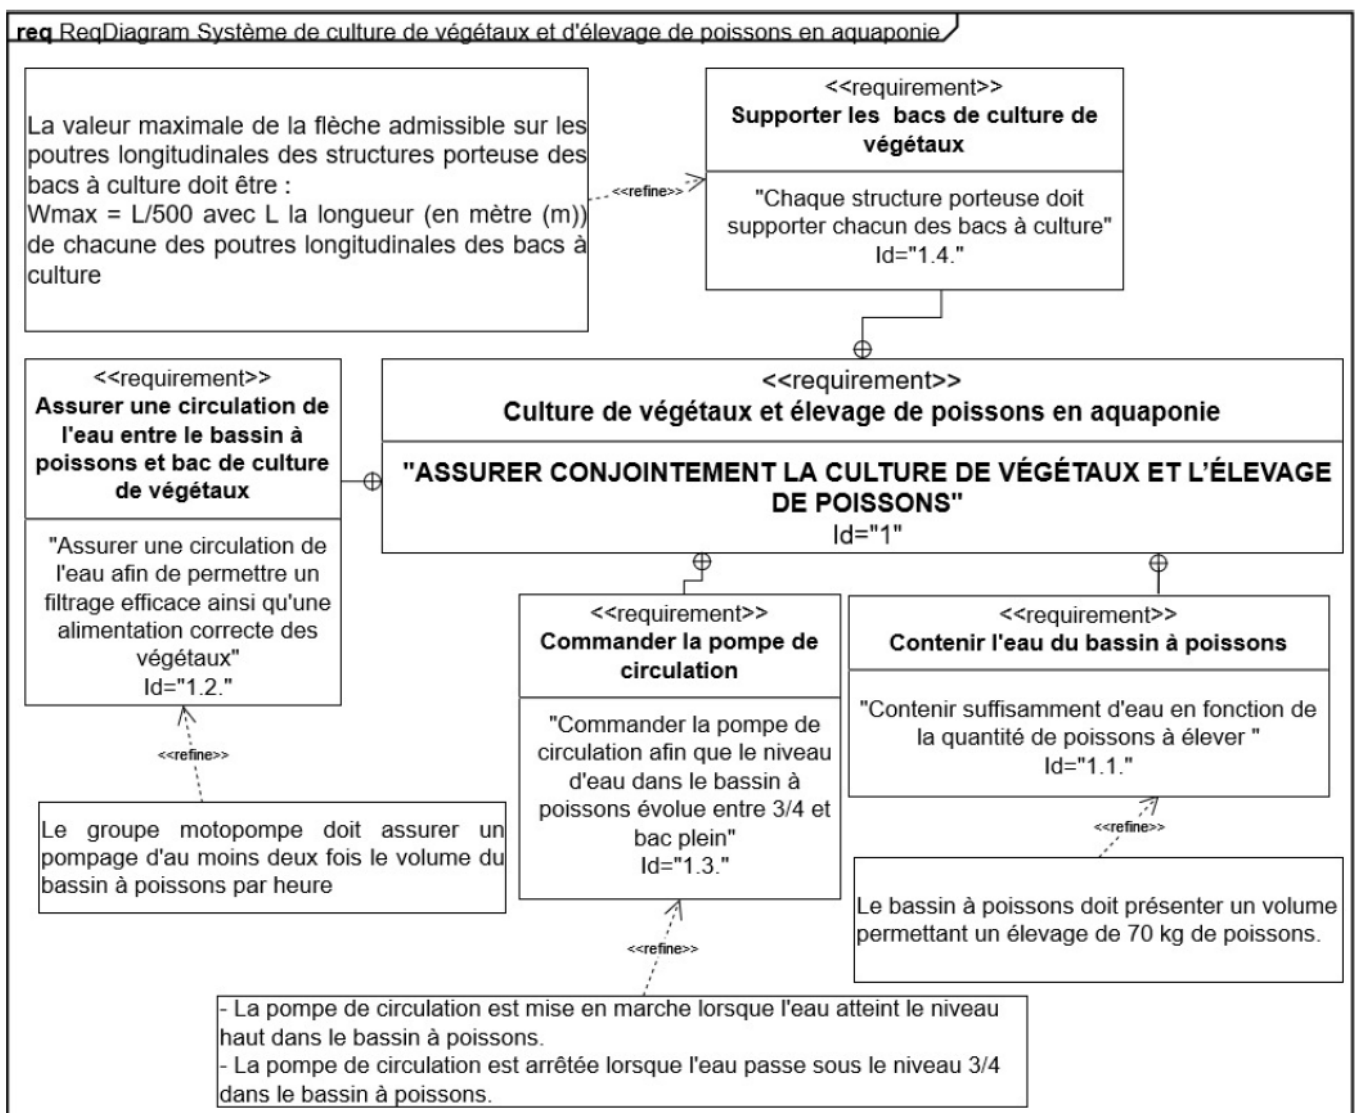 req ReqDiagram Système de culture de végétaux et d'élevage de poissons en aquaponie
La valeur maximale de la flèche admissible sur les
poutres longitudinales des structures porteuse des
bacs à culture doit être :
Wmax = L/500 avec L la longueur (en mètre (m))
de chacune des poutres longitudinales des bacs à
culture
<<refine>>
<<requirement>>
Supporter les bacs de culture de
végétaux
"Chaque structure porteuse doit
supporter chacun des bacs à culture"
Id="1.4."
<<requirement>>
Assurer une circulation de
l'eau entre le bassin à
poissons et bac de culture
de végétaux
"Assurer une circulation de
l'eau afin de permettre un
filtrage efficace ainsi qu'une
alimentation correcte des
végétaux"
Id="1.2."
<<requirement>>
Culture de végétaux et élevage de poissons en aquaponie
"ASSURER CONJOINTEMENT LA CULTURE DE VÉGÉTAUX ET L’ÉLEVAGE
DE POISSONS"
Id="1"
<<requirement>>
Commander la pompe de
circulation
"Commander la pompe de
circulation afin que le niveau
d'eau dans le bassin à
poissons évolue entre 3/4 et
bac plein"
Id="1.3."
<<requirement>>
Contenir l'eau du bassin à poissons
"Contenir suffisamment d'eau en fonction de
la quantité de poissons à élever "
Id="1.1."
<<refine>>
Le groupe motopompe doit assurer un
pompage d'au moins deux fois le volume du
bassin à poissons par heure
<<refine>>
Le bassin à poissons doit présenter un volume
permettant un élevage de 70 kg de poissons.
<<refine>>
- La pompe de circulation est mise en marche lorsque l'eau atteint le niveau
haut dans le bassin à poissons.
- La pompe de circulation est arrêtée lorsque l'eau passe sous le niveau 3/4
dans le bassin à poissons.